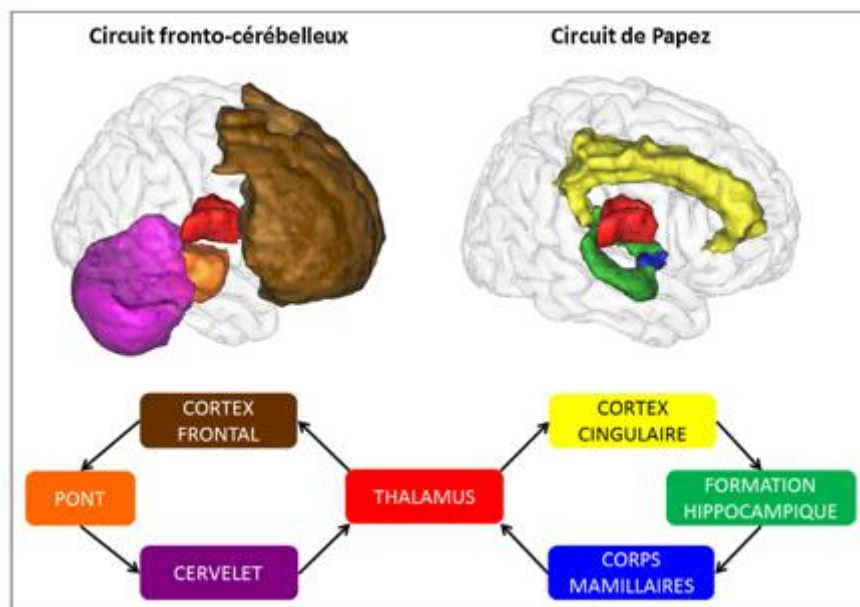 Circuit fronto-cérébelleux
Circuit de Papez
CORTEX
FRONTAL
CORTEX
CINGULAIRE
PONT
THALAMUS
FORMATION
HIPPOCAMPIQUE
CERVELET
CORPS
MAMILLAIRES